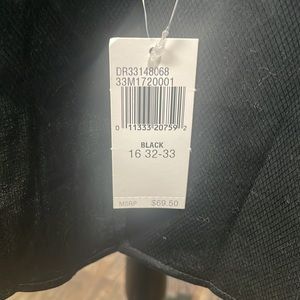 DR33148068
33M1720001
0 11333 20759 2
BLACK
16 32-33
MSRP $69.50